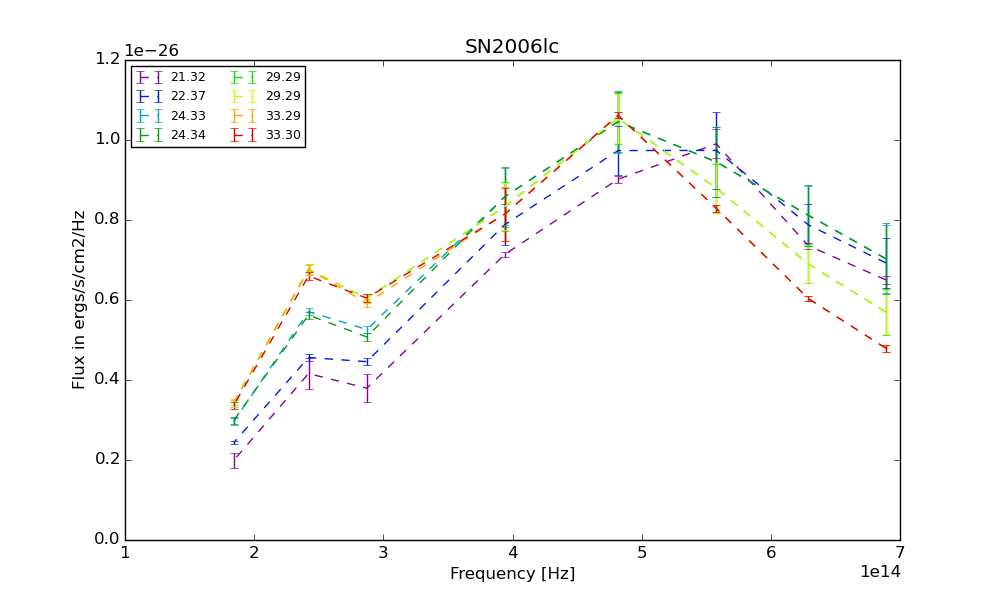 SN2006lc
1e−26
1.2
1.0
0.8
0.6
0.4
0.2
0.0
Flux in ergs/s/cm2/Hz
21.32 29.29
22.37 29.29
24.33 33.29
24.34 33.30
1 2 3 4 5 6 7
Frequency [Hz]
1e14